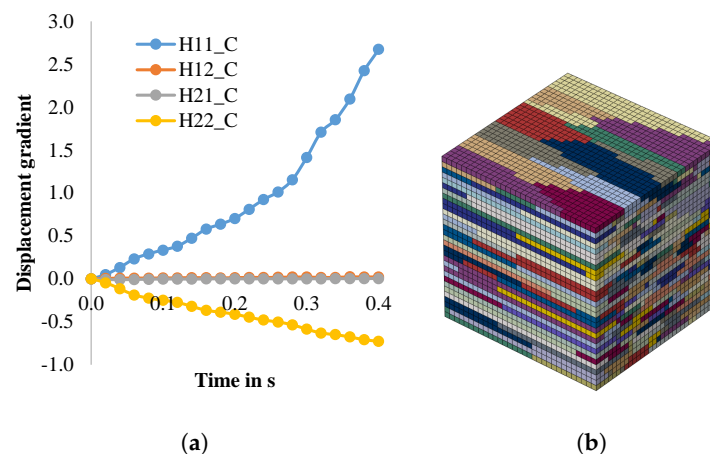 3.0
H11_C
H12_C
H21_C
H22_C
2.5
2.0
1.5
1.0
0.5
0.0
-0.5
-1.0
Displacement gradient
0.0 0.1 0.2 0.3 0.4
Time in s
(a) (b)